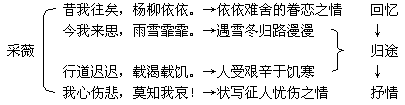 昔我往矣，杨柳依依。→依依难舍的眷恋之情 回忆
今我来思，雨雪霏霏。→遇雪冬归路漫漫 ↓
采薇 归途
行道迟迟，载渴载饥。→人受艰辛于饥寒 ↓
我心伤悲，莫知我哀！→状写征人忧伤之情 抒情